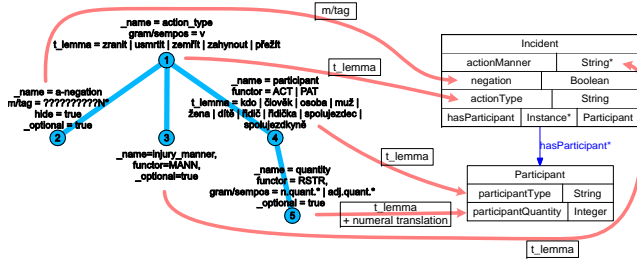 _name = action_type
gram/sempos = v
t_lemma = zranit | usmrtit | zemřít | zahynout | přežít
1
_name = a-negation
m/tag = ??????????N*
hide = true
_optional = true
2
_name=injury_manner,
functor=MANN,
_optional=true
3
_name = participant
functor = ACT | PAT
t_lemma = kdo | člověk | osoba | muž |
žena | dítě | řidič | řidička | spolujezdec |
spolujezdkyně
4
_name = quantity
functor = RSTR,
gram/sempos = n.quant.* | adj.quant.*
_optional = true
5
m/tag
t_lemma
t_lemma
t_lemma
+ numeral translation
t_lemma
Incident
actionManner String*
negation Boolean
actionType String
hasParticipant Instance* Participant
hasParticipant*
Participant
participantType String
participantQuantity Integer